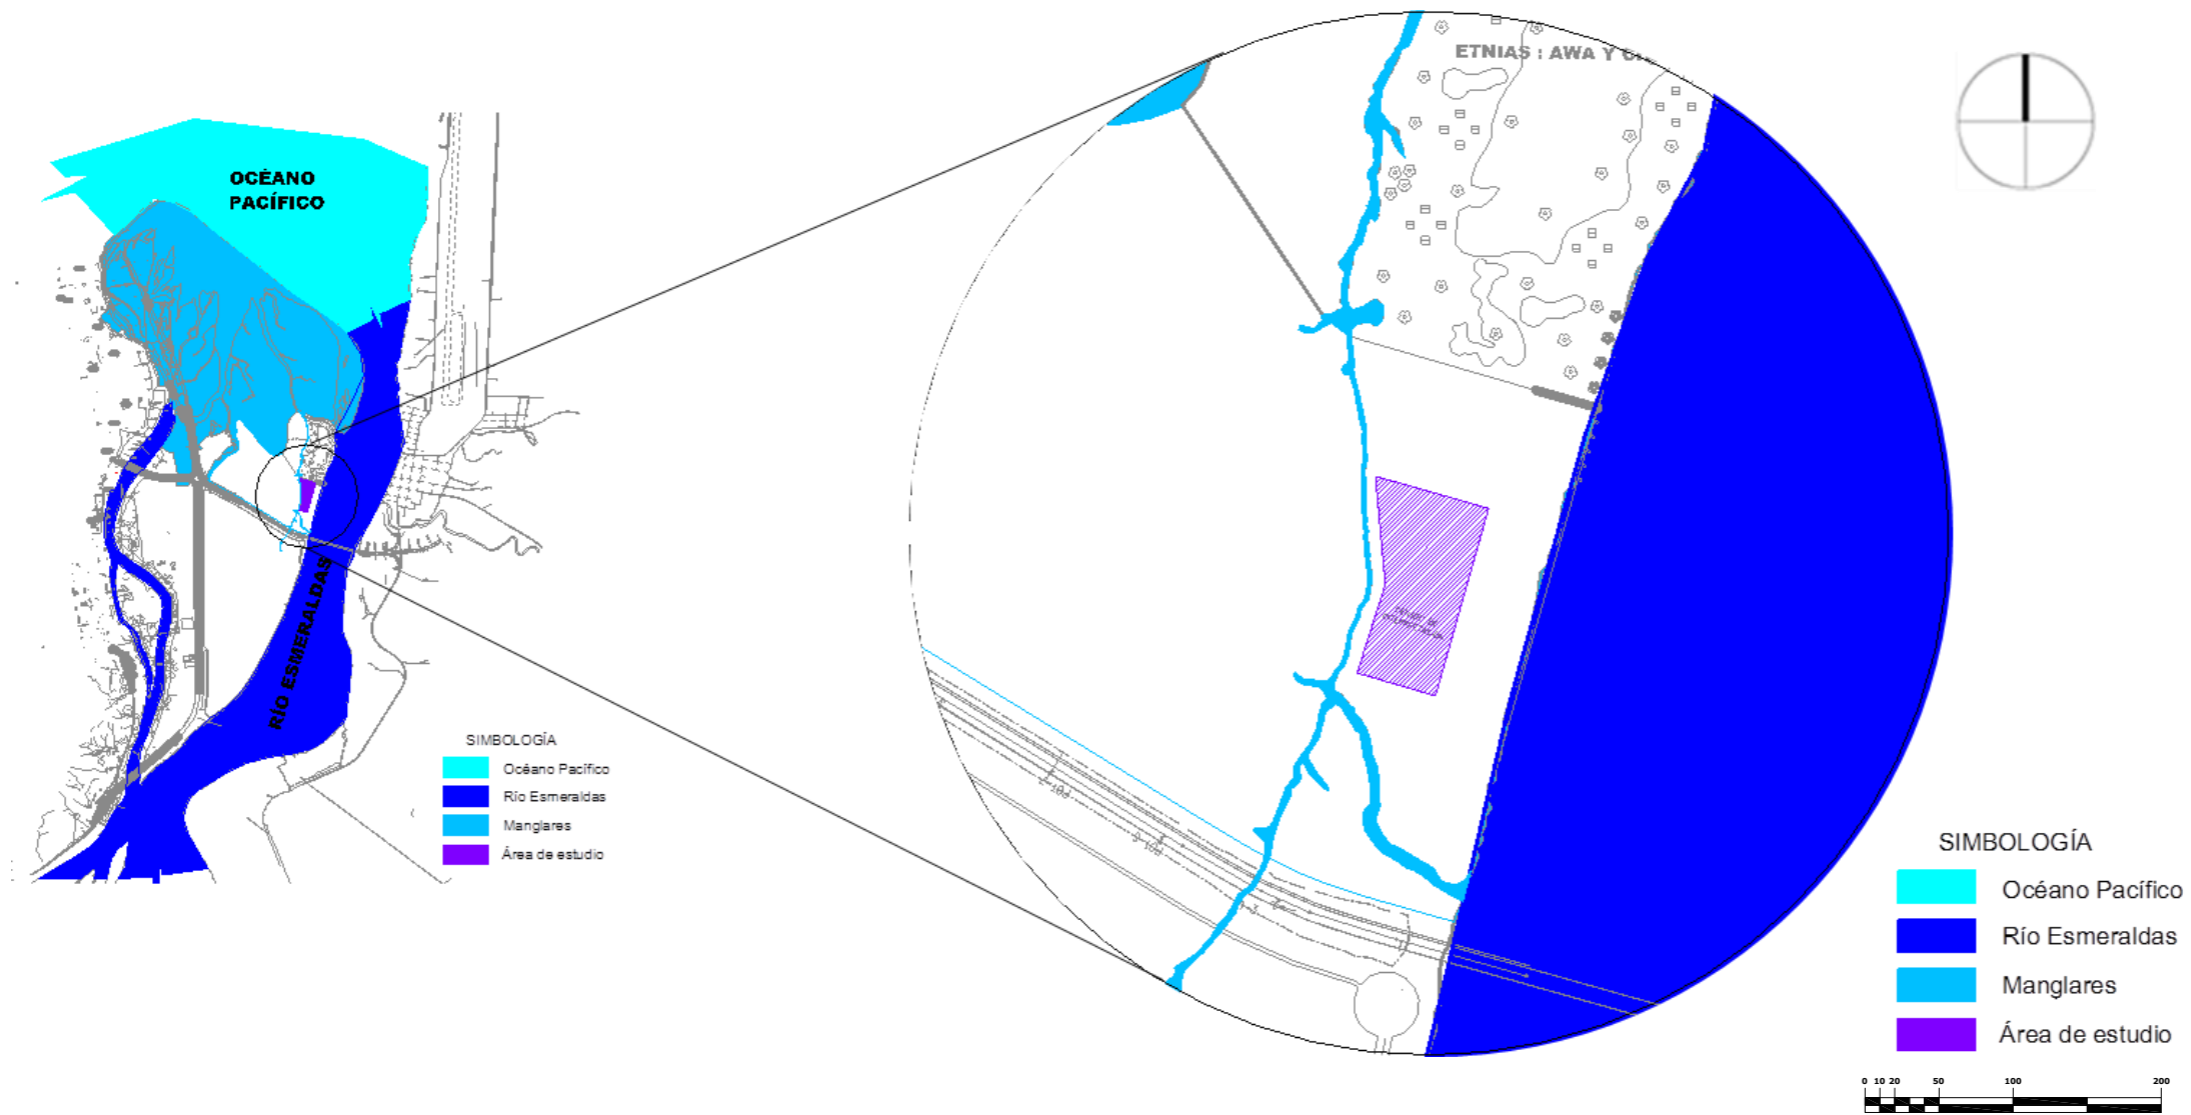 OCÉANO
PACÍFICO
RÍO ESMERALDAS
SIMBOLOGÍA
Océano Pacífico
Río Esmeraldas
Manglares
Área de estudio
ETNIAS : AWA Y
SIMBOLOGÍA
Océano Pacífico
Río Esmeraldas
Manglares
Área de estudio
0 10 20 50 100 200